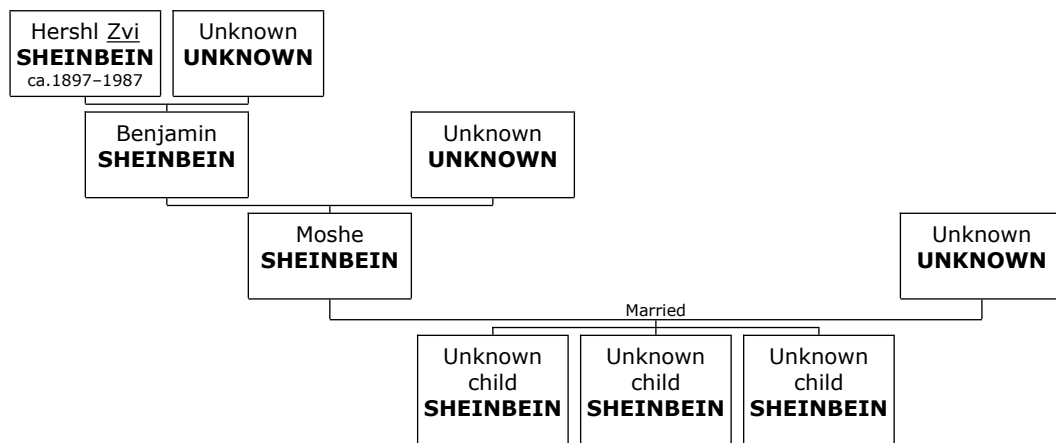 Hershl Zvi
SHEINBEIN
ca.1897–1987
Unknown
UNKNOWN
Benjamin
SHEINBEIN
Unknown
UNKNOWN
Moshe
SHEINBEIN
Unknown
UNKNOWN
Married
Unknown
child
SHEINBEIN
Unknown
child
SHEINBEIN
Unknown
child
SHEINBEIN